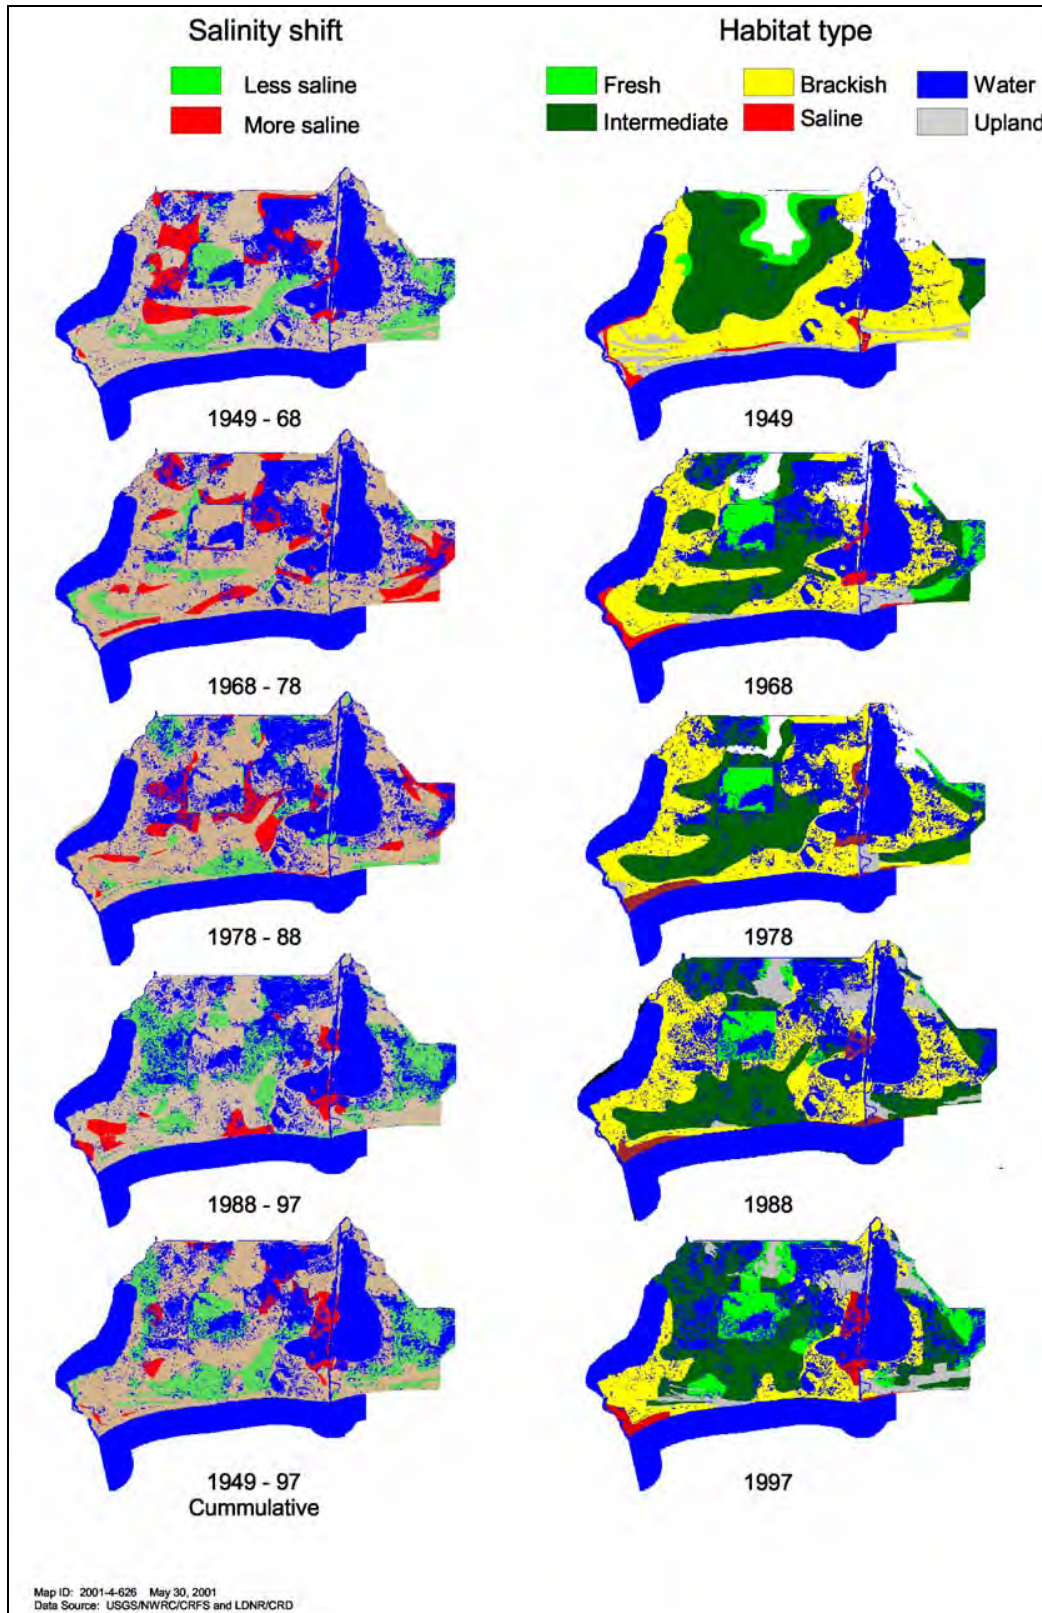 Salinity shift
Less saline
More saline
Habitat type
Fresh
Brackish
Water
Intermediate
Saline
Upland
1949 - 68
1949
1968 - 78
1968
1978 - 88
1978
1988 - 97
1988
1949 - 97
Cummulative
1997
Map ID: 2001-4-626 May 30, 2001
Data Source: USGS/NWRC/CRFS and LDNR/CRD